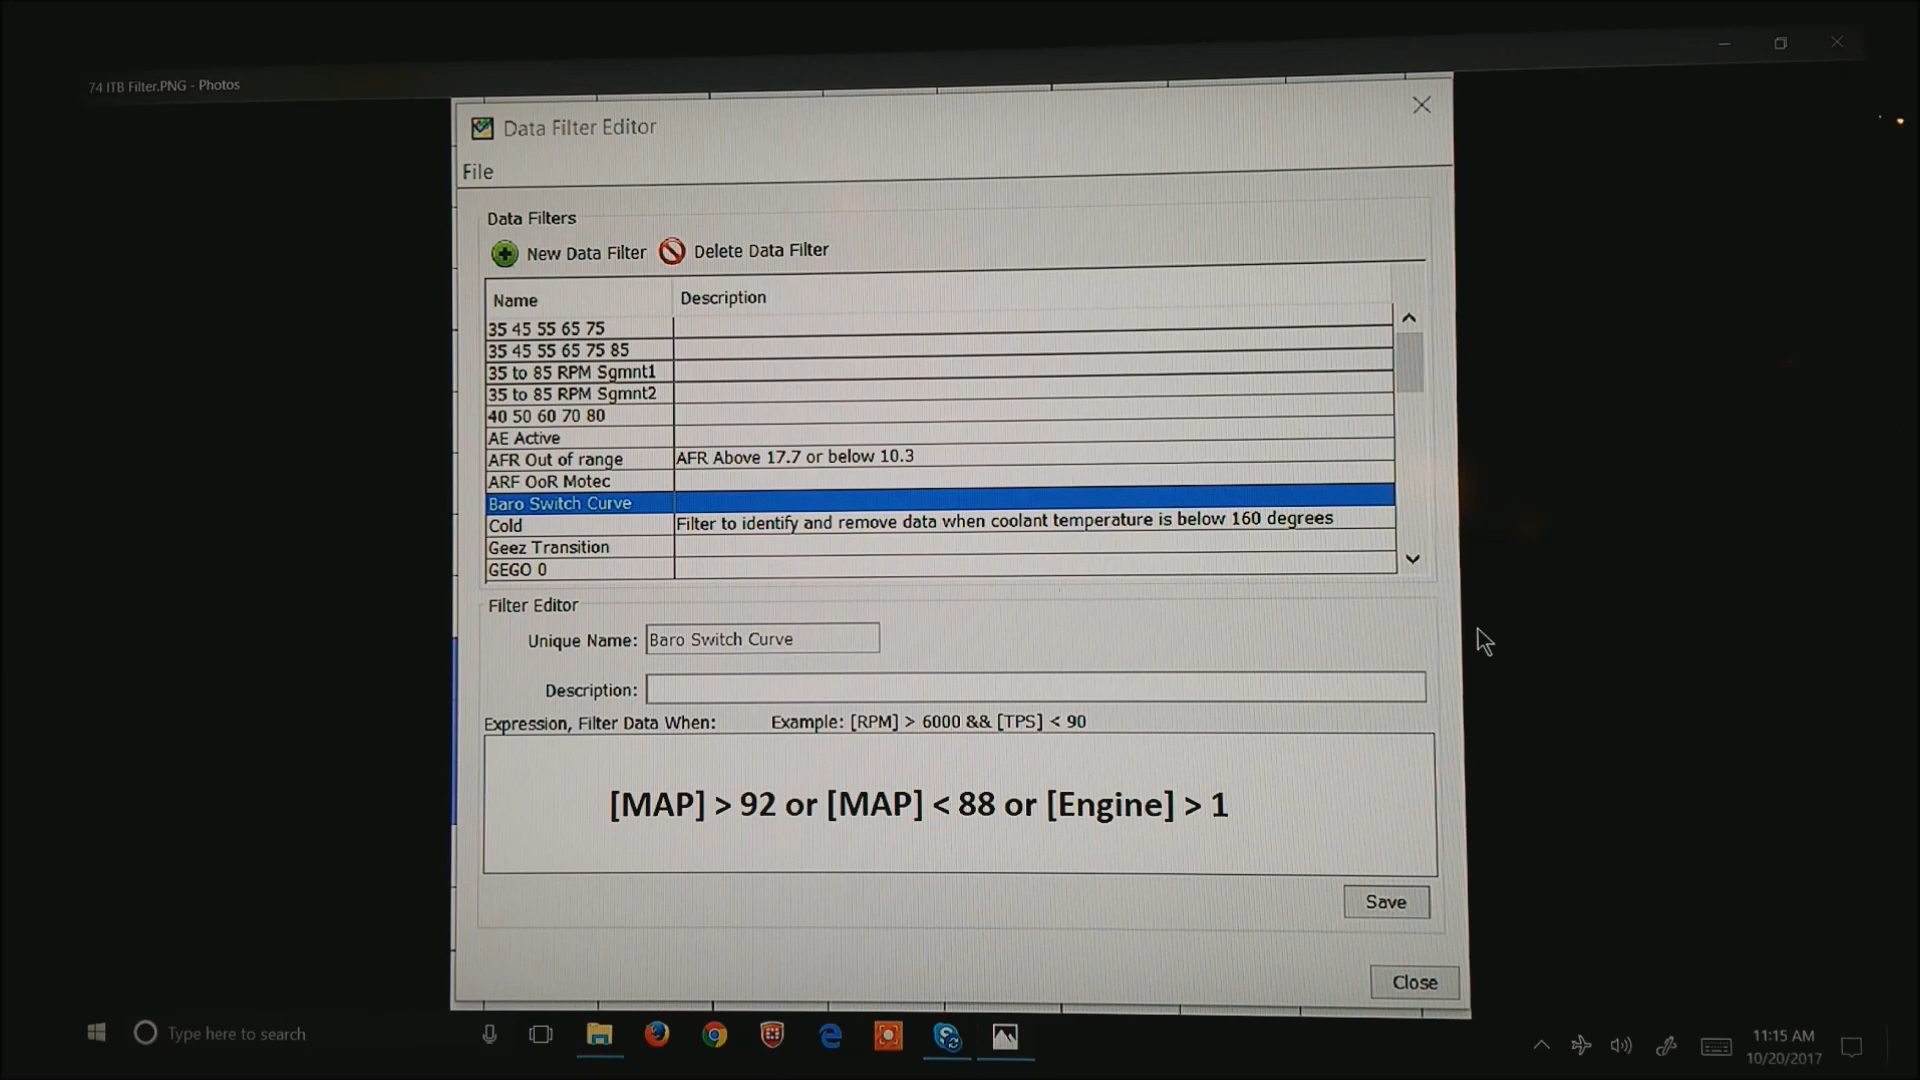 74 ITB Filter.PNG - Photos
Data Filter Editor
File
Data Filters
New Data Filter Delete Data Filter
Name Description
35 45 55 65 75
35 45 55 65 75 85
35 to 85 RPM Sgmnt1
35 to 85 RPM Sgmnt2
40 50 60 70 80
AE Active
AFR Out of range AFR Above 17.7 or below 10.3
ARF OoR Motec
Baro Switch Curve
Cold Filter to identify and remove data when coolant temperature is below 160 degrees
Geez Transition
GEGO 0
Filter Editor
Unique Name: Baro Switch Curve
Description:
Expression, Filter Data When: Example: [RPM] > 6000 && [TPS] < 90
[MAP] > 92 or [MAP] < 88 or [Engine] > 1
Save
Close
Type here to search
11:15 AM
10/20/2017